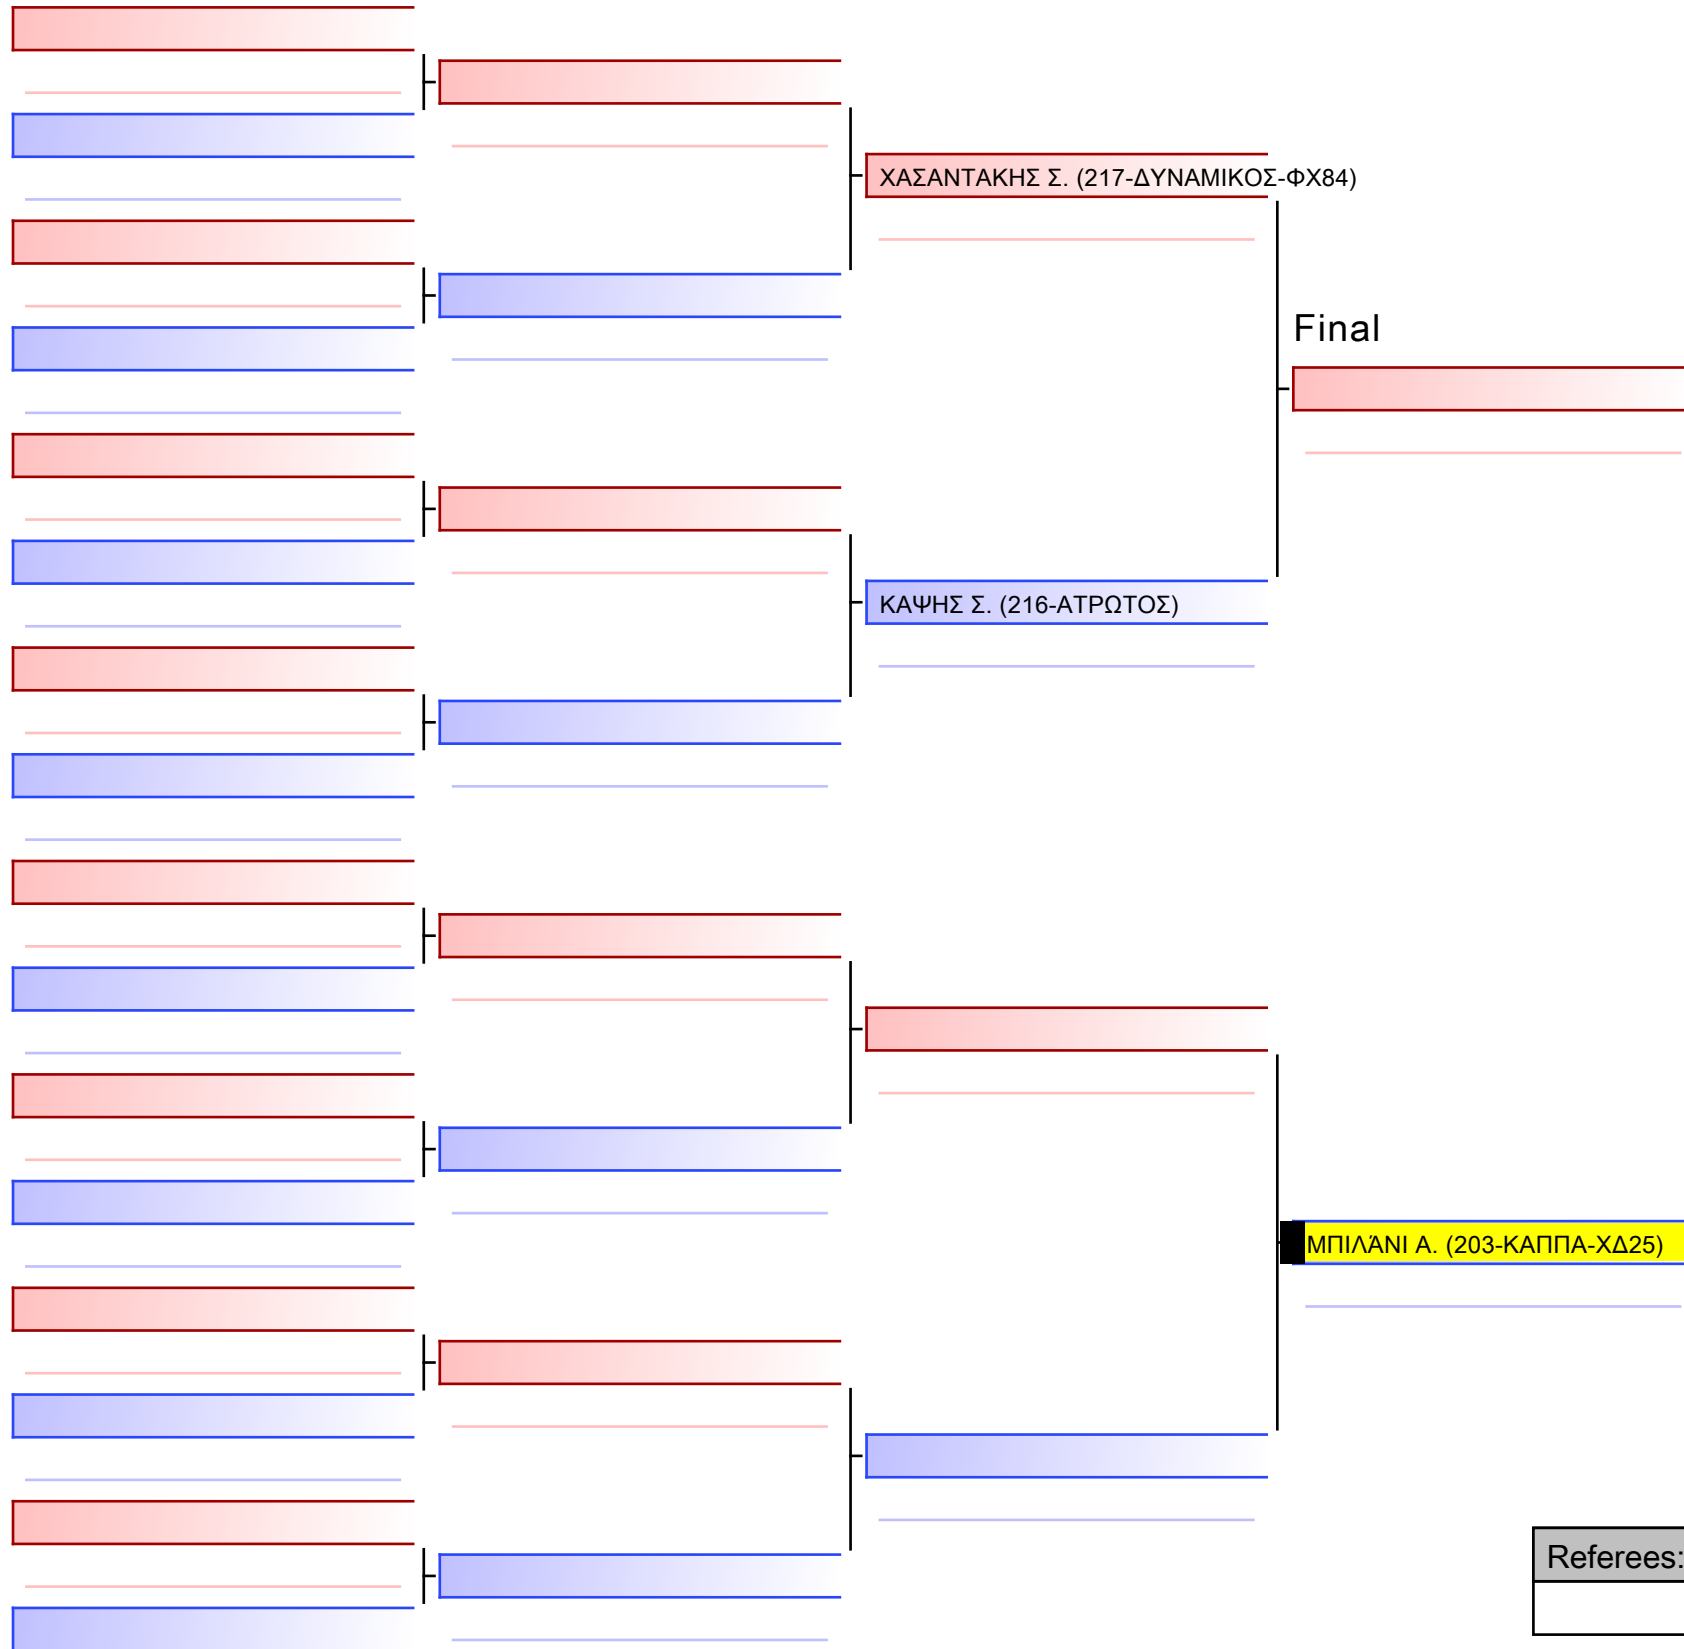 ΧΑΣΑΝΤΑΚΗΣ Σ. (217-ΔΥΝΑΜΙΚΟΣ-ΦΧ84)
Final
ΚΑΨΗΣ Σ. (216-ΑΤΡΩΤΟΣ)
ΜΠΙΛΆΝΙ Α. (203-ΚΑΠΠΑ-ΧΔ25)
Referees: